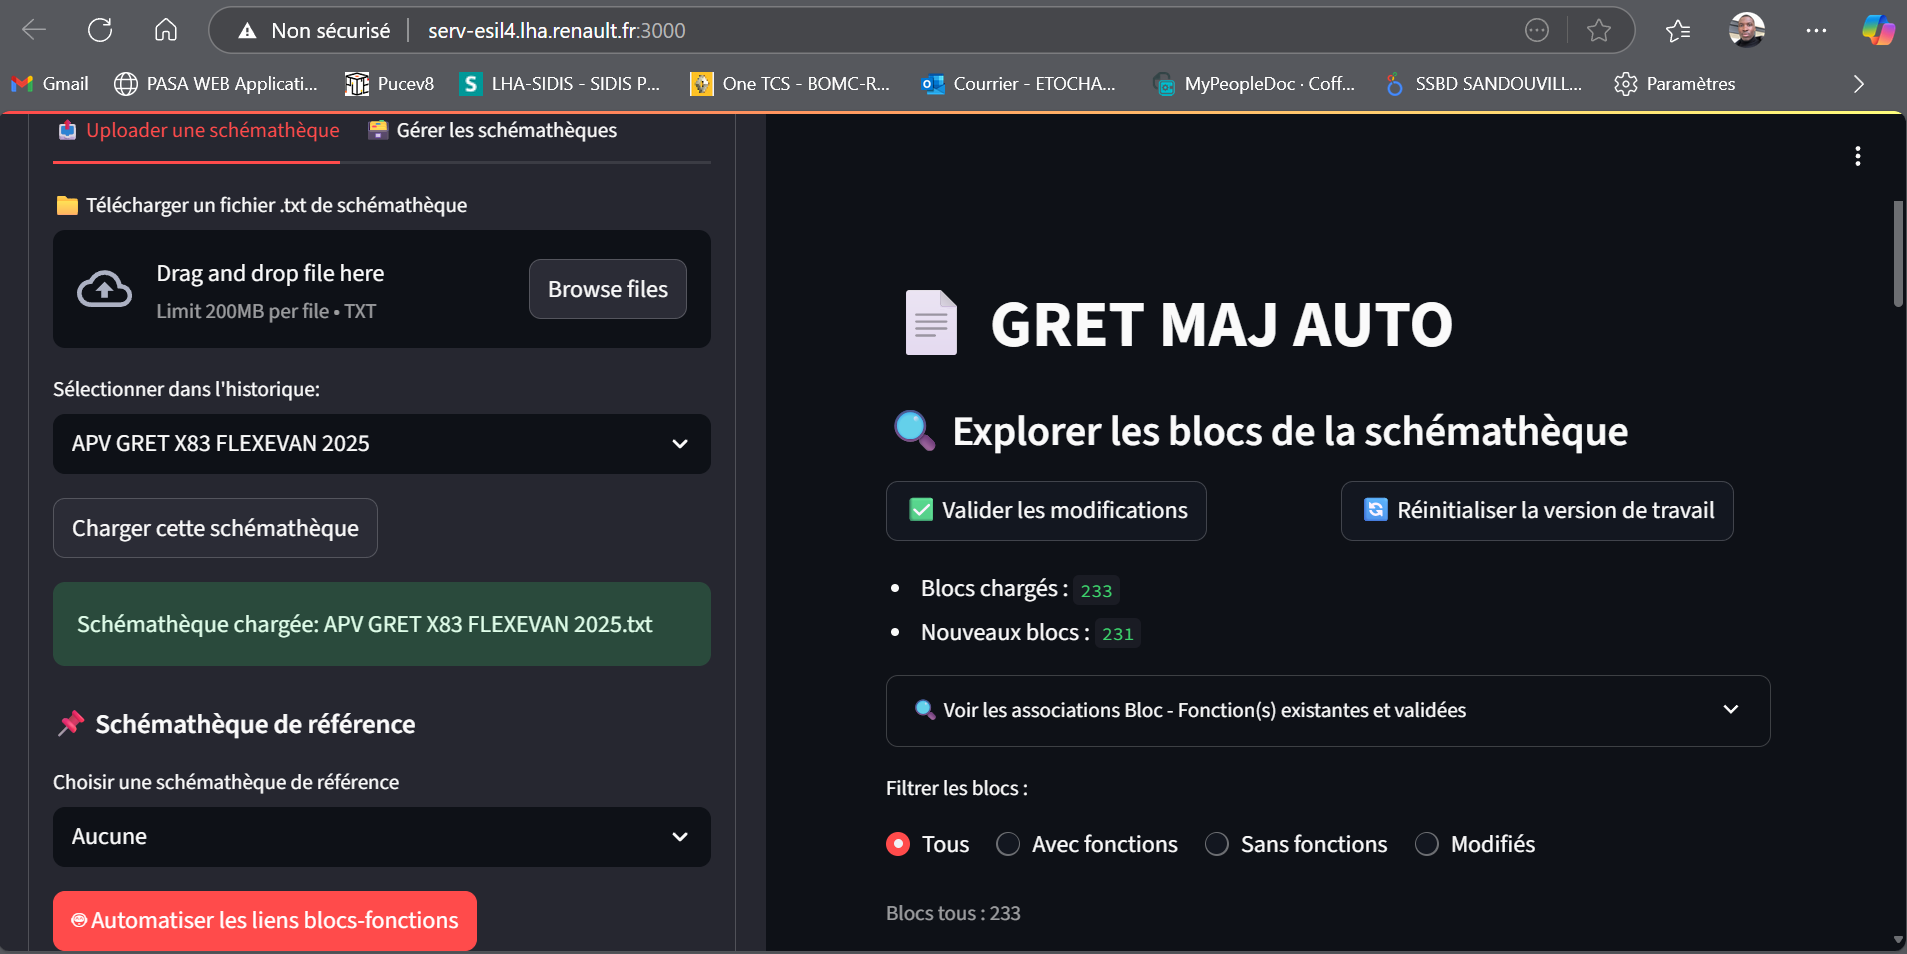 Non sécurisé
serv-esil4.lha.renault.fr:3000
Gmail
PASA WEB Applicati...
Pucev8
LHA-SIDIS - SIDIS P...
One TCS - BOMC-R...
Courrier - ETOCHA...
MyPeopleDoc · Coff...
SSBD SANDOUVILL...
Paramètres
Uploader une schémathèque
Gérer les schémathèques
Télécharger un fichier .txt de schémathèque
Drag and drop file here
Limit 200MB per file • TXT
Browse files
Sélectionner dans l'historique:
APV GRET X83 FLEXEVAN 2025
Charger cette schémathèque
Schémathèque chargée: APV GRET X83 FLEXEVAN 2025.txt
Schémathèque de référence
Choisir une schémathèque de référence
Aucune
Automatiser les liens blocs-fonctions
GRET MAJ AUTO
Explorer les blocs de la schémathèque
Valider les modifications
Réinitialiser la version de travail
• Blocs chargés : 233
• Nouveaux blocs : 231
Voir les associations Bloc - Fonction(s) existantes et validées
Filtrer les blocs :
Tous
Avec fonctions
Sans fonctions
Modifiés
Blocs tous : 233